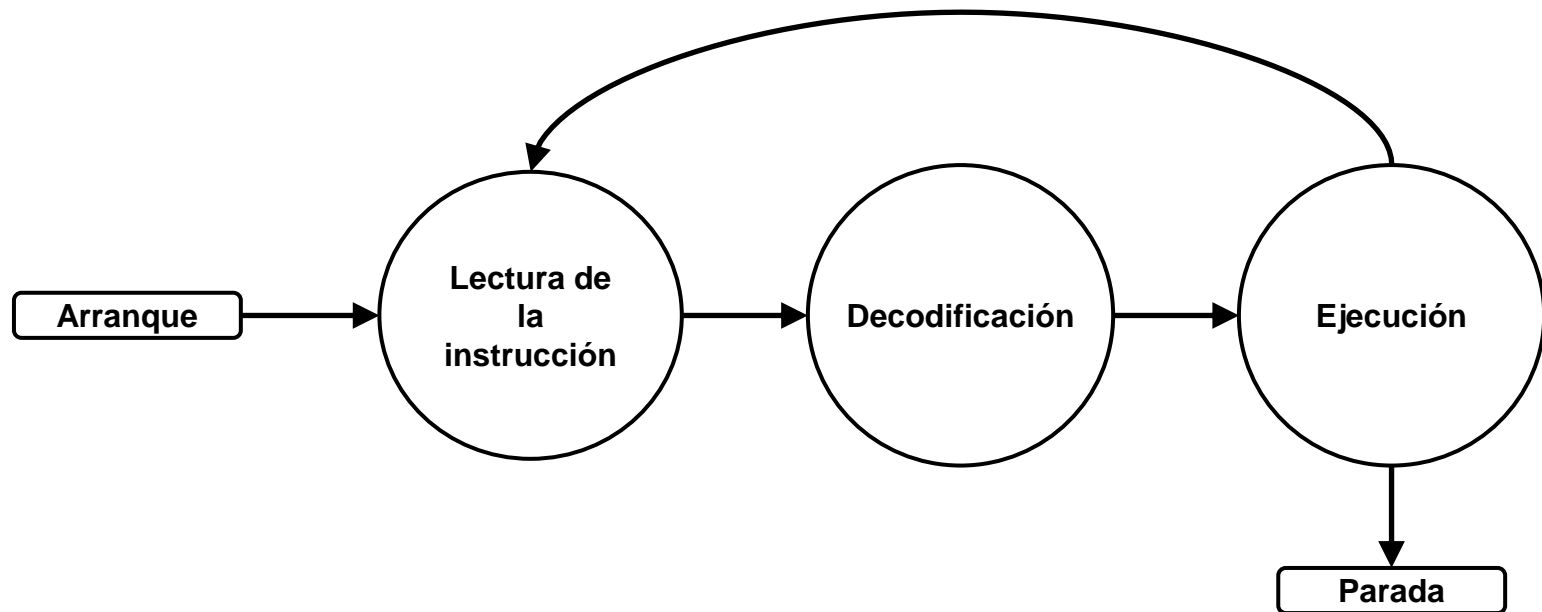 Arranque
Lectura de
la
instrucción
Decodificación
Ejecución
Parada